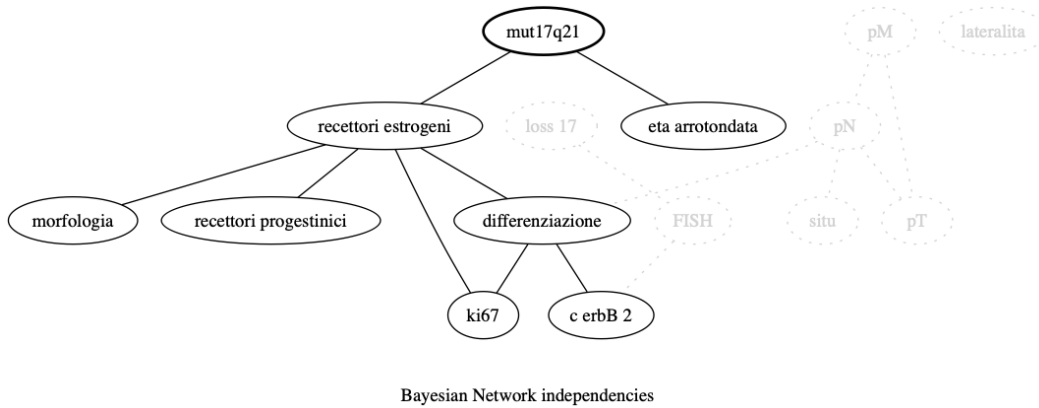 mut17q21 pM lateralita
recettori estrogeni loss 17 eta arrotondata pN
morfologia recettori progestinici differenziazione FISH situ pT
ki67 c erbB 2
Bayesian Network independencies